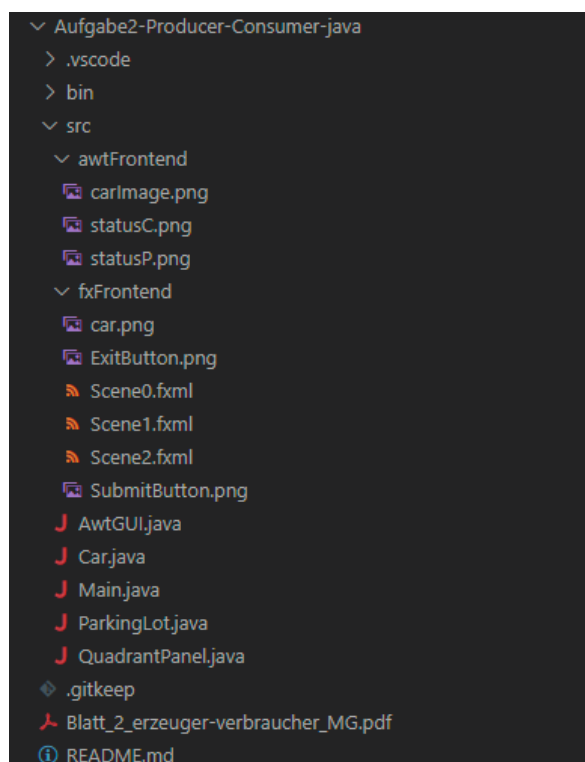 Aufgabe2-Producer-Consumer-java
.vscode
bin
src
awtFrontend
carImage.png
statusC.png
statusP.png
fxFrontend
car.png
ExitButton.png
Scene0.fxml
Scene1.fxml
Scene2.fxml
SubmitButton.png
J AwtGUI.java
J Car.java
J Main.java
J ParkingLot.java
J QuadrantPanel.java
.gitkeep
Blatt_2_erzeuger-verbraucher_MG.pdf
README.md